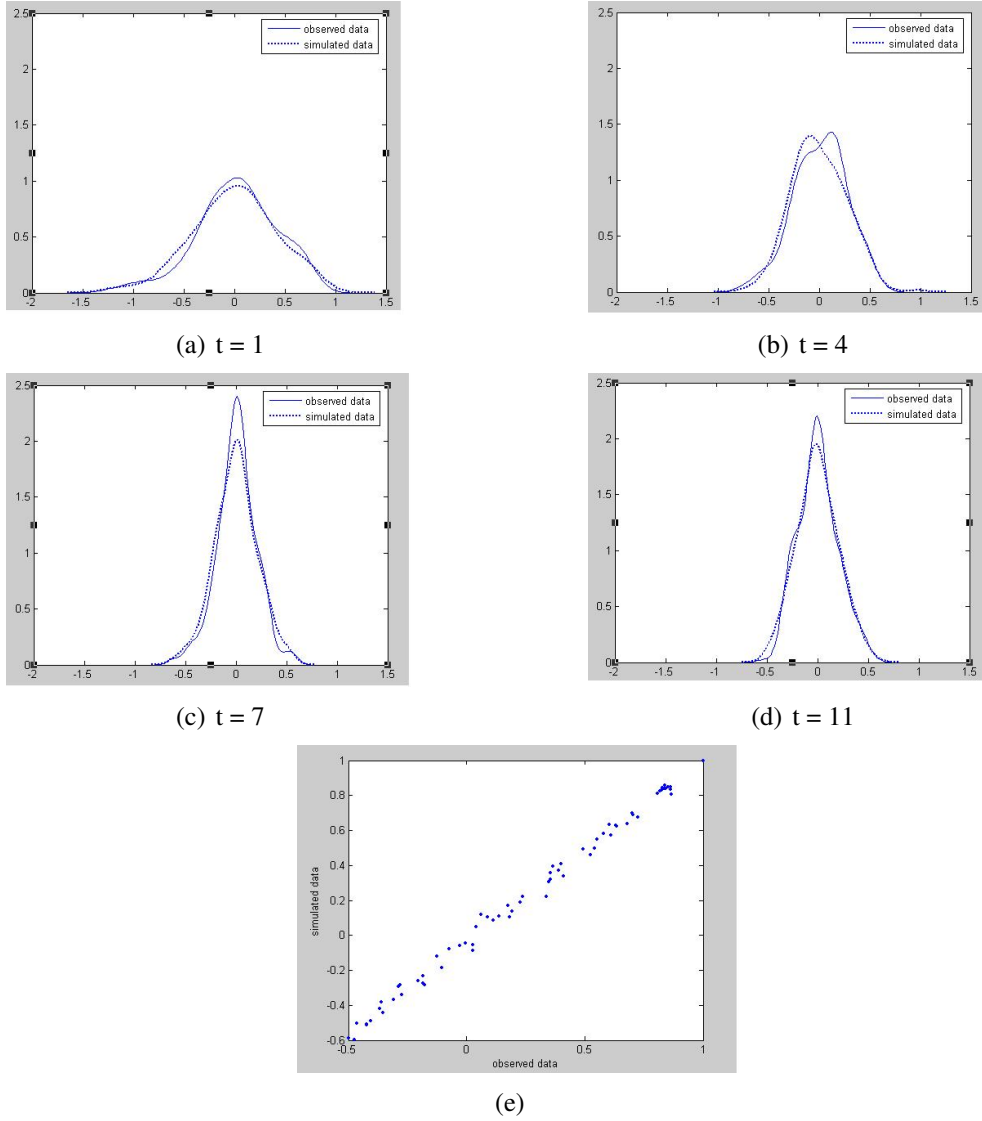 2.5
2
1.5
1
0.5
0
-2 -1.5 -1 -0.5 0 0.5 1 1.5
observed data
simulated data
(a) t = 1
2.5
2
1.5
1
0.5
0
-2 -1.5 -1 -0.5 0 0.5 1 1.5
observed data
simulated data
(b) t = 4
2.5
2
1.5
1
0.5
0
-2 -1.5 -1 -0.5 0 0.5 1 1.5
observed data
simulated data
(c) t = 7
2.5
2
1.5
1
0.5
0
-2 -1.5 -1 -0.5 0 0.5 1 1.5
observed data
simulated data
(d) t = 11
1
0.8
0.6
0.4
0.2
0
-0.2
-0.4
-0.6
simulated data
-0.5 0 0.5 1
observed data
(e)